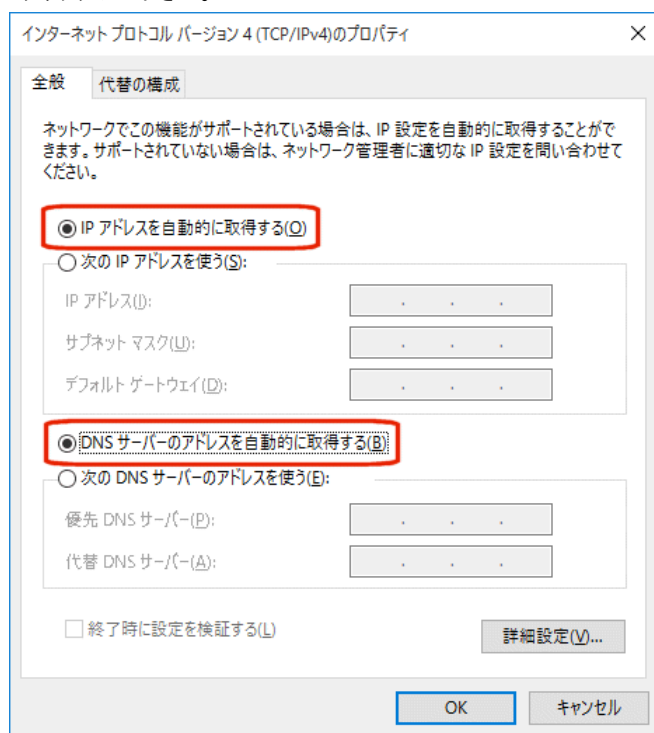 インターネット プロトコル バージョン 4 (TCP/IPv4)のプロパティ
全般
代替の構成
ネットワークでこの機能がサポートされている場合は、IP 設定を自動的に取得することがで
きます。サポートされていない場合は、ネットワーク管理者に適切な IP 設定を問い合わせて
ください。
IP アドレスを自動的に取得する(O)
次の IP アドレスを使う(S):
IP アドレス(I):
サブネット マスク(U):
デフォルト ゲートウェイ(D):
DNS サーバーのアドレスを自動的に取得する(B)
次の DNS サーバーのアドレスを使う(E):
優先 DNS サーバー(P):
代替 DNS サーバー(A):
終了時に設定を検証する(L)
詳細設定(V)...
OK
キャンセル